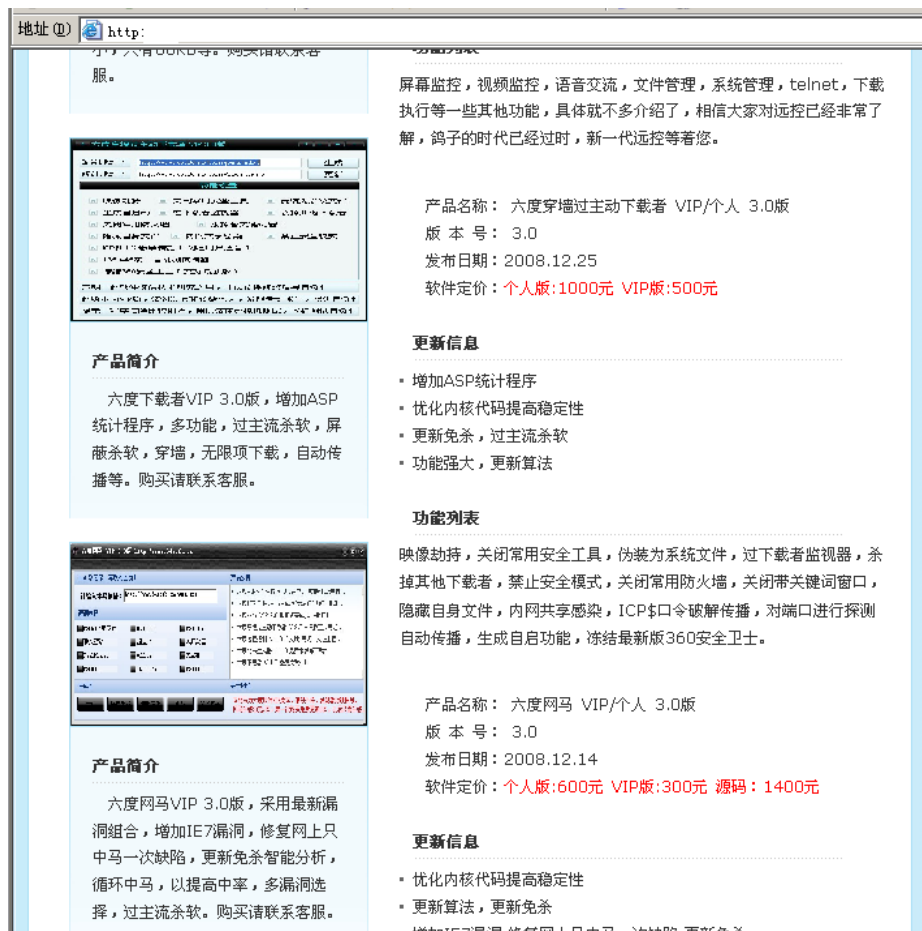 地址(D) http:
服。
屏幕监控，视频监控，语音交流，文件管理，系统管理，telnet，下载
执行等一些其他功能，具体就不多介绍了，相信大家对远控已经非常了
解，鸽子的时代已经过时，新一代远控等着您。
产品名称： 六度穿墙过主动下载者 VIP/个人 3.0版
版 本 号： 3.0
发布日期：2008.12.25
软件定价：个人版:1000元 VIP版:500元
更新信息
增加ASP统计程序
优化内核代码提高稳定性
更新免杀，过主流杀软
功能强大，更新算法
产品简介
六度下载者VIP 3.0版，增加ASP
统计程序，多功能，过主流杀软，屏
蔽杀软，穿墙，无限项下载，自动传
播等。购买请联系客服。
功能列表
映像劫持，关闭常用安全工具，伪装为系统文件，过下载者监视器，杀
掉其他下载者，禁止安全模式，关闭常用防火墙，关闭带关键词窗口，
隐藏自身文件，内网共享感染，ICP$口令破解传播，对端口进行探测
自动传播，生成自启功能，冻结最新版360安全卫士。
产品名称： 六度网马 VIP/个人 3.0版
版 本 号： 3.0
发布日期：2008.12.14
软件定价：个人版:600元 VIP版:300元 源码：1400元
产品简介
六度网马VIP 3.0版，采用最新漏
洞组合，增加IE7漏洞，修复网上只
中马一次缺陷，更新免杀智能分析，
循环中马，以提高中率，多漏洞选
择，过主流杀软。购买请联系客服。
更新信息
优化内核代码提高稳定性
更新算法，更新免杀